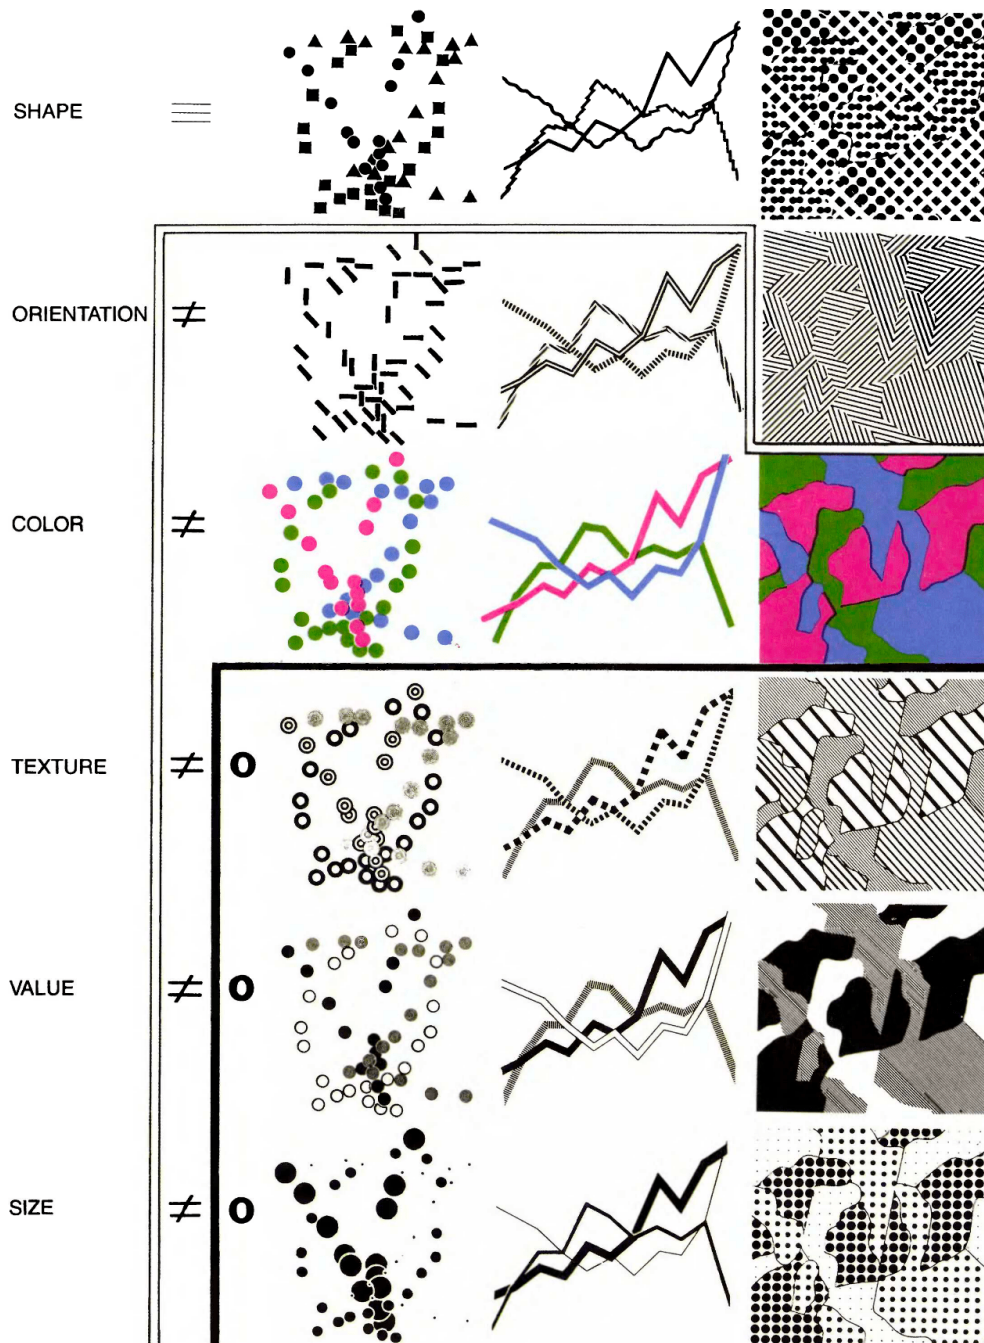 SHAPE ≡
ORIENTATION ≠
COLOR ≠
TEXTURE ≠ O
VALUE ≠ O
SIZE ≠ O